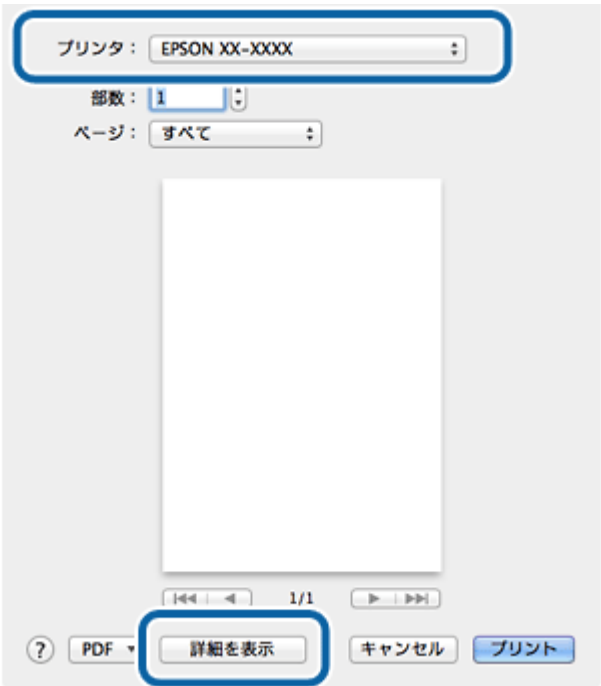 プリンタ： EPSON XX-XXXX
部数： 1
ページ： すべて
1/1
? PDF 詳細を表示 キャンセル プリント